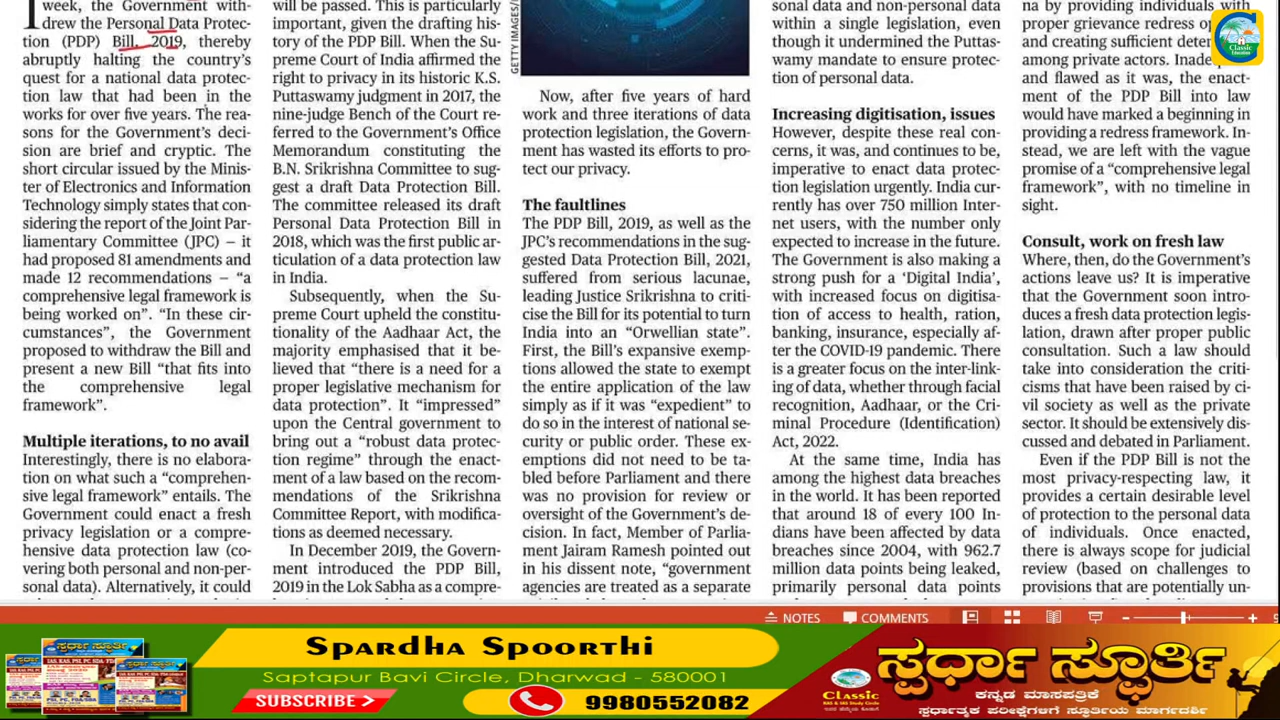 week, the Government with-
drew the Personal Data Protec-
tion (PDP) Bill, 2019, thereby
abruptly halting the country's
quest for a national data protec-
tion law that had been in the
works for over five years. The rea-
sons for the Government's deci-
sion are brief and cryptic. The
short circular issued by the Minis-
ter of Electronics and Information
Technology simply states that con-
sidering the report of the Joint Par-
liamentary Committee (JPC) – it
had proposed 81 amendments and
made 12 recommendations – "a
comprehensive legal framework is
being worked on". "In these cir-
cumstances", the Government
proposed to withdraw the Bill and
present a new Bill "that fits into
the comprehensive legal
framework".
Multiple iterations, to no avail
Interestingly, there is no elabora-
tion on what such a "comprehen-
sive legal framework" entails. The
Government could enact a fresh
privacy legislation or a compre-
hensive data protection law (co-
vering both personal and non-per-
sonal data). Alternatively, it could
will be passed. This is particularly
important, given the drafting his-
tory of the PDP Bill. When the Su-
preme Court of India affirmed the
right to privacy in its historic K.S.
Puttaswamy judgment in 2017, the
nine-judge Bench of the Court re-
ferred to the Government's Office
Memorandum constituting the
B.N. Srikrishna Committee to sug-
gest a draft Data Protection Bill.
The committee released its draft
Personal Data Protection Bill in
2018, which was the first public ar-
ticulation of a data protection law
in India.
Subsequently, when the Su-
preme Court upheld the constitu-
tionality of the Aadhaar Act, the
majority emphasised that it be-
lieved that "there is a need for a
proper legislative mechanism for
data protection". It "impressed"
upon the Central government to
bring out a "robust data protec-
tion regime" through the enact-
ment of a law based on the recom-
mendations of the Srikrishna
Committee Report, with modifica-
tions as deemed necessary.
In December 2019, the Govern-
ment introduced the PDP Bill,
2019 in the Lok Sabha as a compre-
GETTY IMAGES/
Now, after five years of hard
work and three iterations of data
protection legislation, the Govern-
ment has wasted its efforts to pro-
tect our privacy.
The faultlines
The PDP Bill, 2019, as well as the
JPC's recommendations in the sug-
gested Data Protection Bill, 2021,
suffered from serious lacunae,
leading Justice Srikrishna to criti-
cise the Bill for its potential to turn
India into an "Orwellian state".
First, the Bill's expansive exemp-
tions allowed the state to exempt
the entire application of the law
simply as if it was "expedient" to
do so in the interest of national se-
curity or public order. These ex-
emptions did not need to be ta-
bled before Parliament and there
was no provision for review or
oversight of the Government's de-
cision. In fact, Member of Parlia-
ment Jairam Ramesh pointed out
in his dissent note, "government
agencies are treated as a separate
sonal data and non-personal data
within a single legislation, even
though it undermined the Puttas-
wamy mandate to ensure protec-
tion of personal data.
Increasing digitisation, issues
However, despite these real con-
cerns, it was, and continues to be,
imperative to enact data protec-
tion legislation urgently. India cur-
rently has over 750 million Inter-
net users, with the number only
expected to increase in the future.
The Government is also making a
strong push for a 'Digital India',
with increased focus on digitisa-
tion of access to health, ration,
banking, insurance, especially af-
ter the COVID-19 pandemic. There
is a greater focus on the inter-link-
ing of data, whether through facial
recognition, Aadhaar, or the Cri-
minal Procedure (Identification)
Act, 2022.
At the same time, India has
among the highest data breaches
in the world. It has been reported
that around 18 of every 100 In-
dians have been affected by data
breaches since 2004, with 962.7
million data points being leaked,
primarily personal data points
na by providing individuals with
proper grievance redress
and creating sufficient
among private actors.
and flawed as it was, the enact-
ment of the PDP Bill into law
would have marked a beginning in
providing a redress framework. In-
stead, we are left with the vague
promise of a "comprehensive legal
framework", with no timeline in
sight.
Consult, work on fresh law
Where, then, do the Government's
actions leave us? It is imperative
that the Government soon intro-
duces a fresh data protection legis-
lation, drawn after proper public
consultation. Such a law should
take into consideration the criti-
cisms that have been raised by ci-
vil society as well as the private
sector. It should be extensively dis-
cussed and debated in Parliament.
Even if the PDP Bill is not the
most privacy-respecting law, it
provides a certain desirable level
of protection to the personal data
of individuals. Once enacted,
there is always scope for judicial
review (based on challenges to
provisions that are potentially un-
Classic
Education
NOTES COMMENTS
Spardha Spoorthi
Saptapur Bavi Circle, Dharwad - 580001
SUBSCRIBE
9980552082
Classic
ಸ್ಪರ್ಧಾ ಸ್ಫೂರ್ತಿ
ಕನ್ನಡ ಮಾಸಪತ್ರಿಕೆ
ಸ್ಪರ್ಧಾತ್ಮಕ ಪರೀಕ್ಷೆಗಳಿಗೆ ಸ್ಫೂರ್ತಿಯ ಮಾರ್ಗದರ್ಶಿ